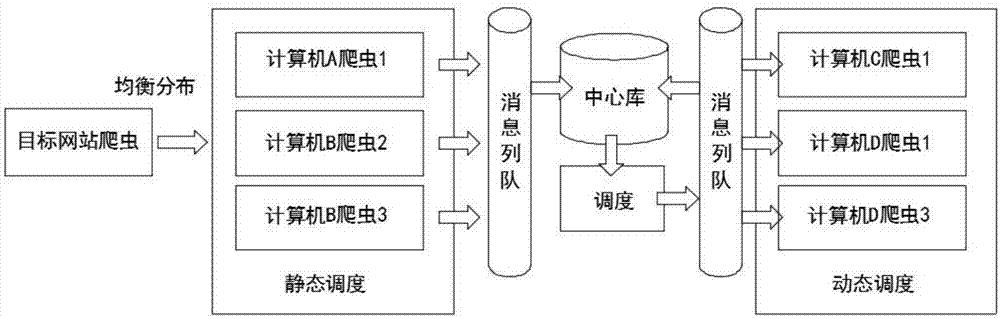 目标网站爬虫
均衡分布
计算机A爬虫1
计算机B爬虫2
计算机B爬虫3
静态调度
消息列队
中心库
调度
消息列队
计算机C爬虫1
计算机D爬虫1
计算机D爬虫3
动态调度